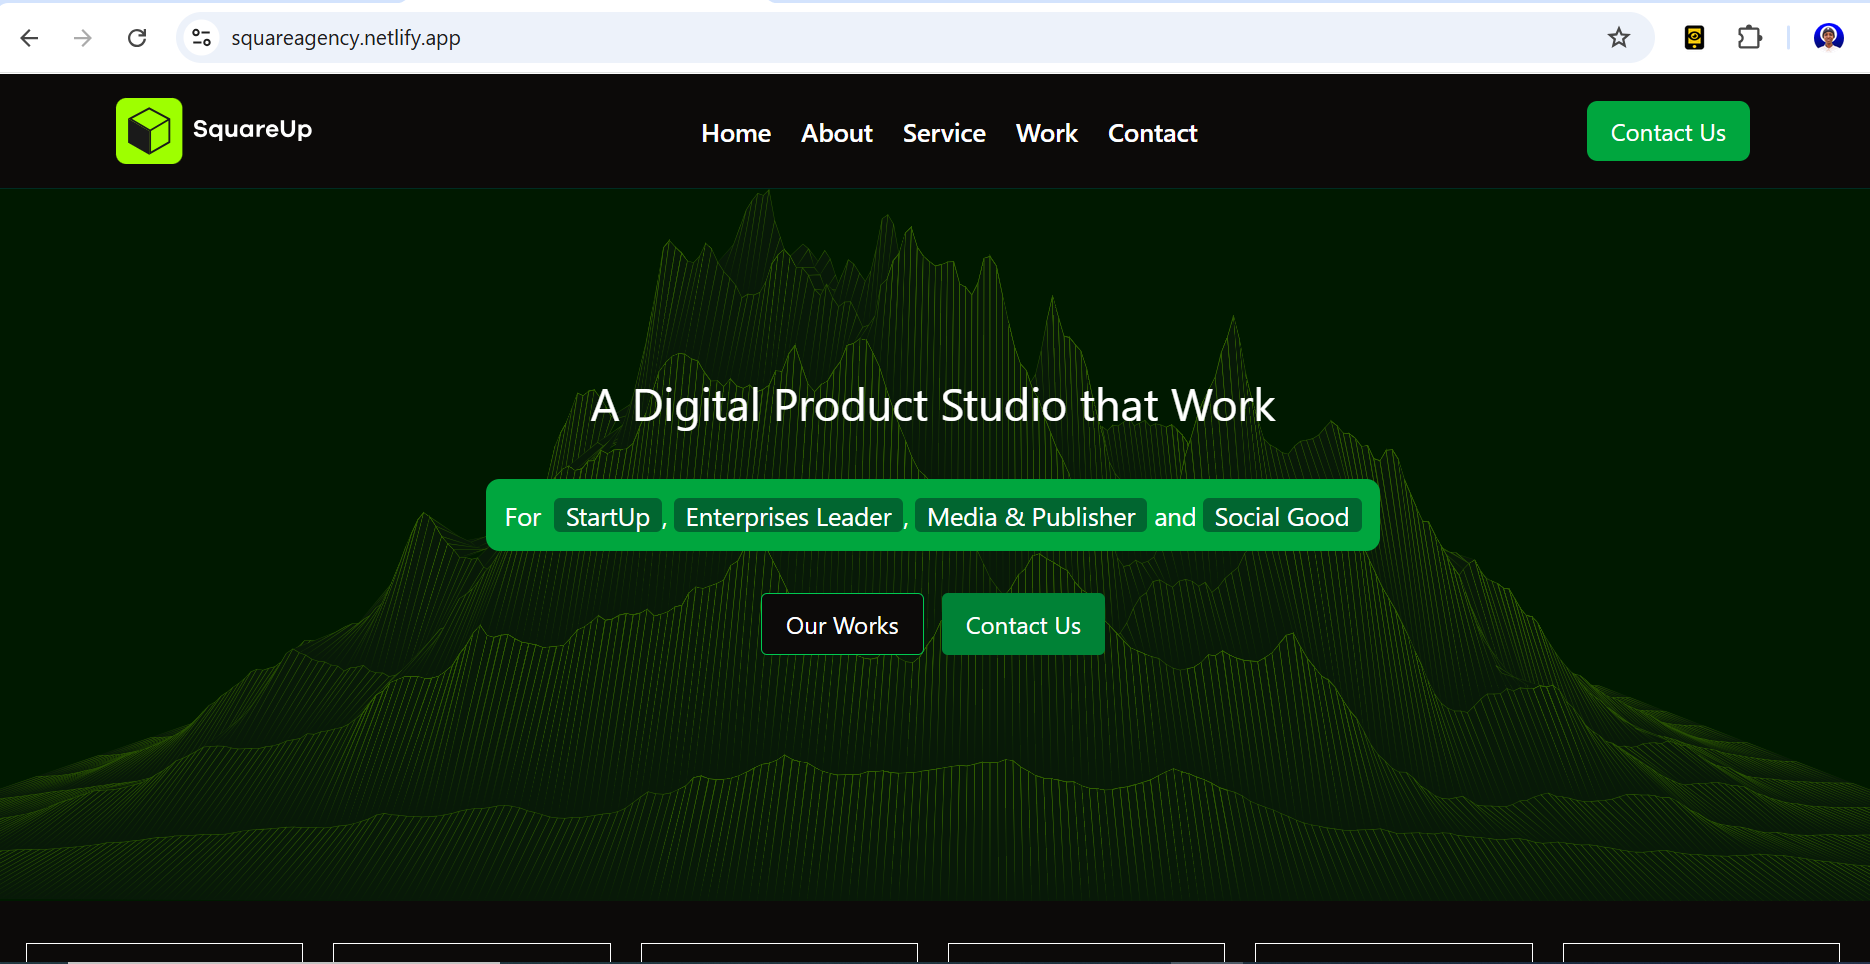 squareagency.netlify.app
SquareUp
Home About Service Work Contact
Contact Us
A Digital Product Studio that Work
For StartUp, Enterprises Leader, Media & Publisher and Social Good
Our Works Contact Us